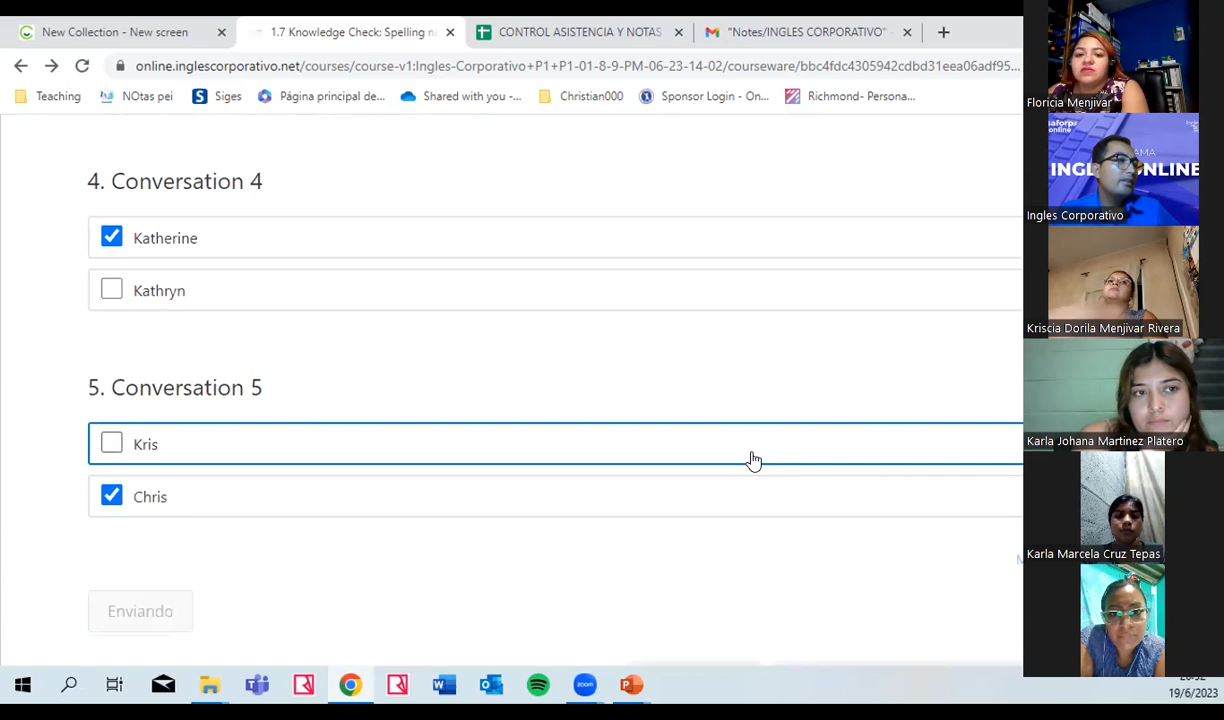 New Collection - New screen
1.7 Knowledge Check: Spelling na
CONTROL ASISTENCIA Y NOTAS
"Notes/INGLES CORPORATIVO" -
online.inglescorporativo.net/courses/course-v1:Ingles-Corporativo+P1+P1-01-8-9-PM-06-23-14-02/courseware/bbc4fdc4305942cdbd31eea06adf95...
Teaching
NOtas pei
Siges
Página principal de...
Shared with you -...
Christian000
Sponsor Login - On...
Richmond- Persona...
4. Conversation 4
Katherine
Kathryn
5. Conversation 5
Kris
Chris
Enviando
Floricia Menjivar
Ingles Corporativo
Kriscia Dorila Menjivar Rivera
Karla Johana Martinez Platero
Karla Marcela Cruz Tepas
zoom
19/6/2023